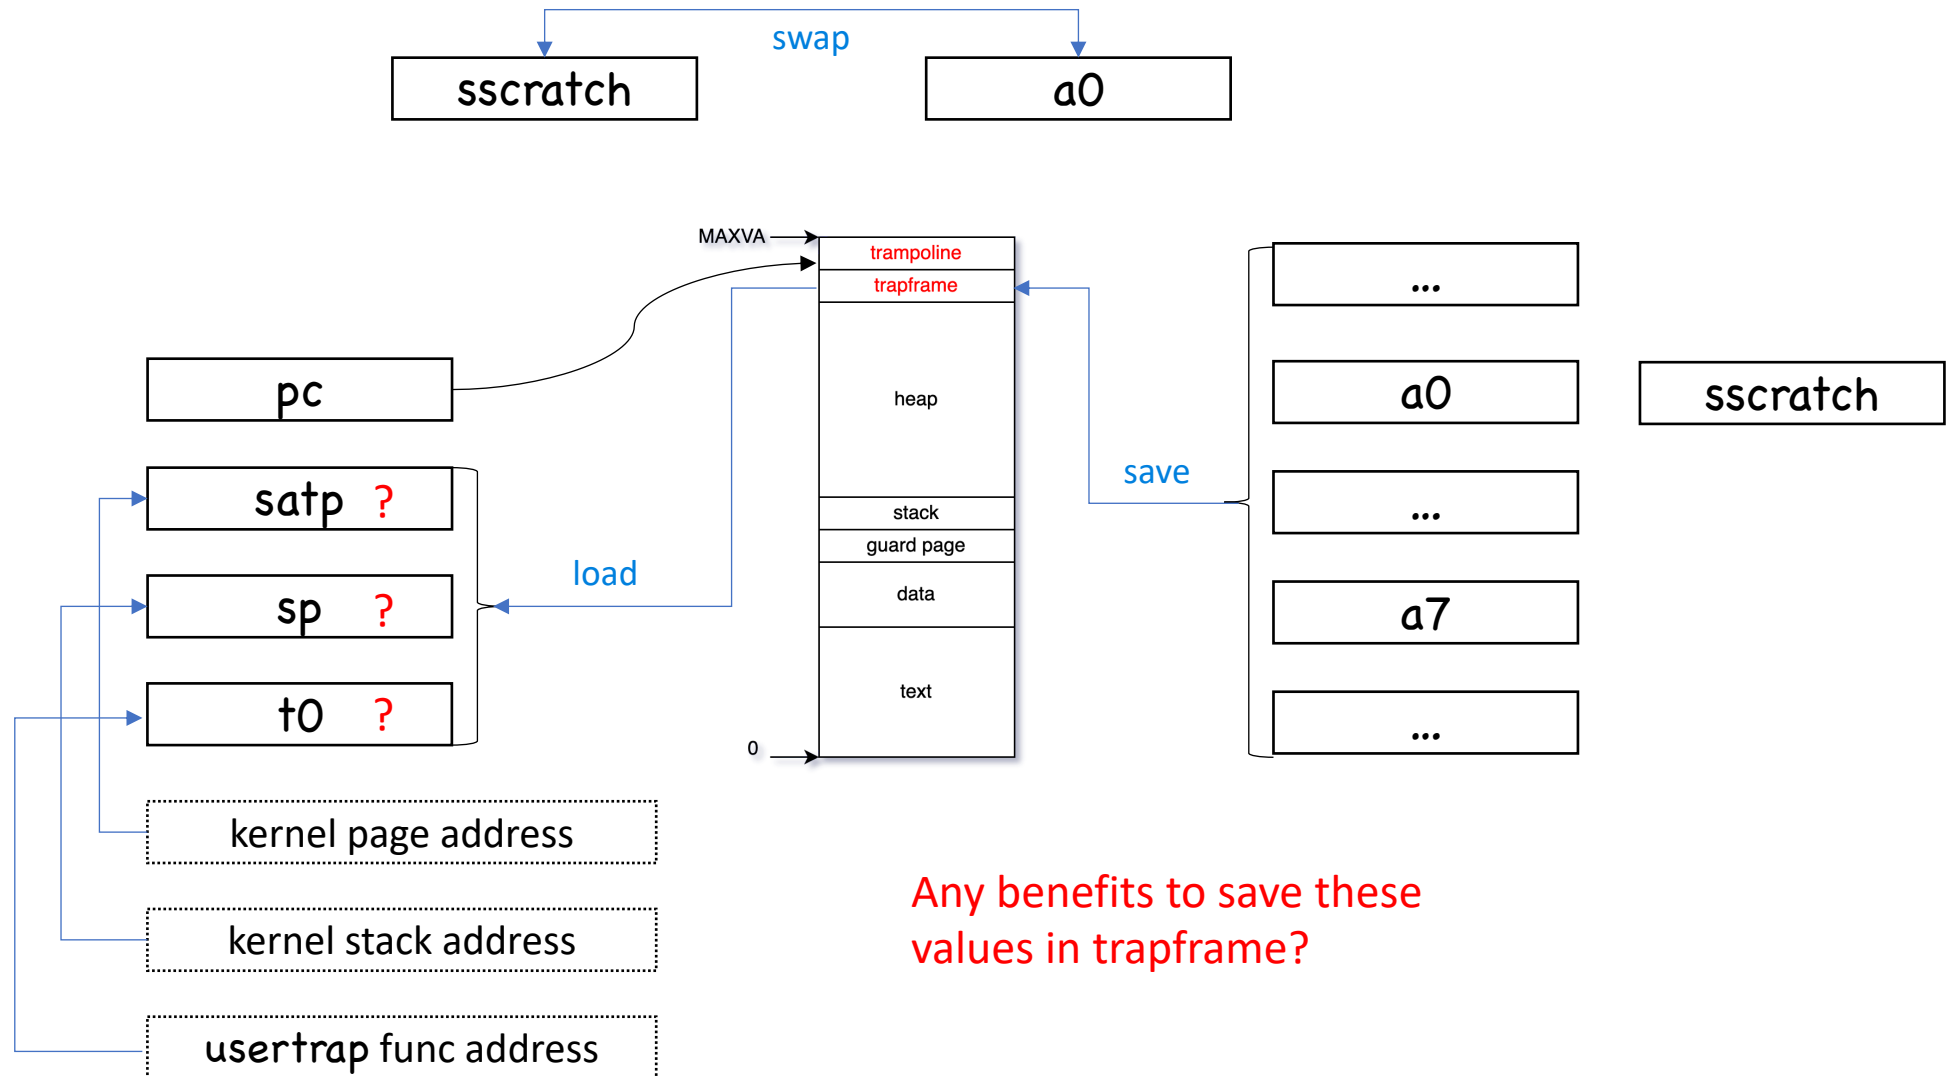 swap
sscratch
a0
MAXVA
trampoline
trapframe
...
pc
heap
a0
sscratch
satp ?
save
stack
...
guard page
load
data
sp ?
a7
text
t0 ?
...
0
kernel page address
Any benefits to save these
values in trapframe?
kernel stack address
usertrap func address